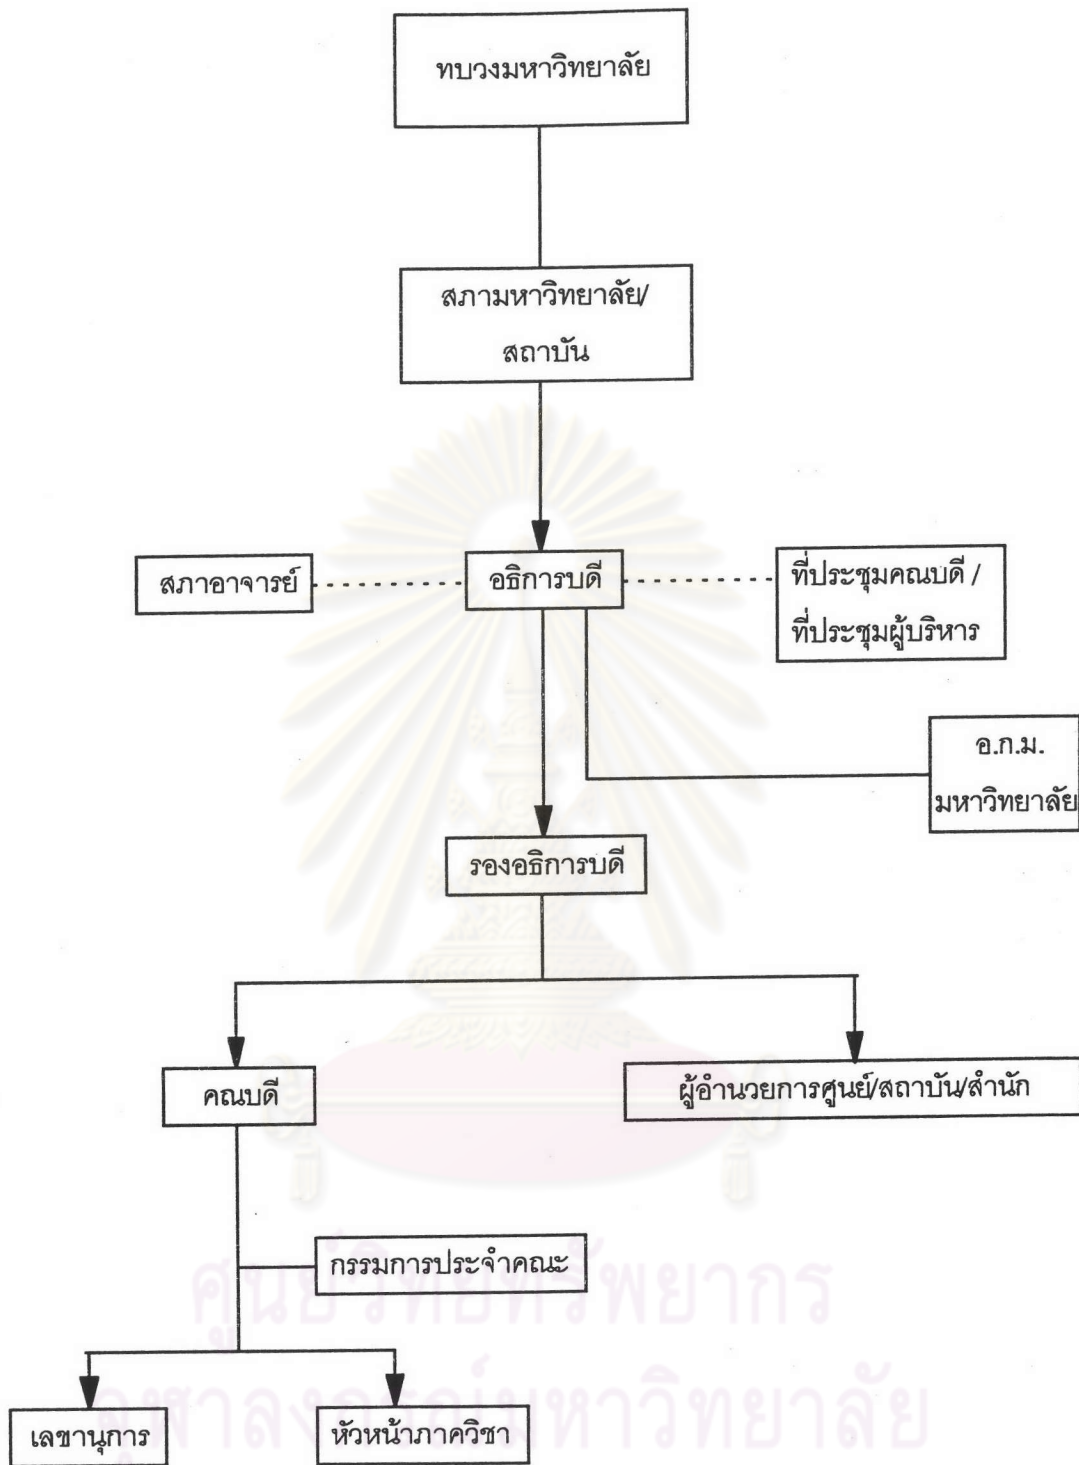 ทบวงมหาวิทยาลัย
สภามหาวิทยาลัย/
สถาบัน
สภาอาจารย์
อธิการบดี
ที่ประชุมคณบดี /
ที่ประชุมผู้บริหาร
อ.ก.ม.
มหาวิทยาลัย
รองอธิการบดี
คณบดี
ผู้อำนวยการศูนย์/สถาบัน/สำนัก
กรรมการประจำคณะ
ศูนย์วิทยทรัพยากร
เลขานุการ
หัวหน้าภาควิชา
จุฬาลงกรณ์มหาวิทยาลัย